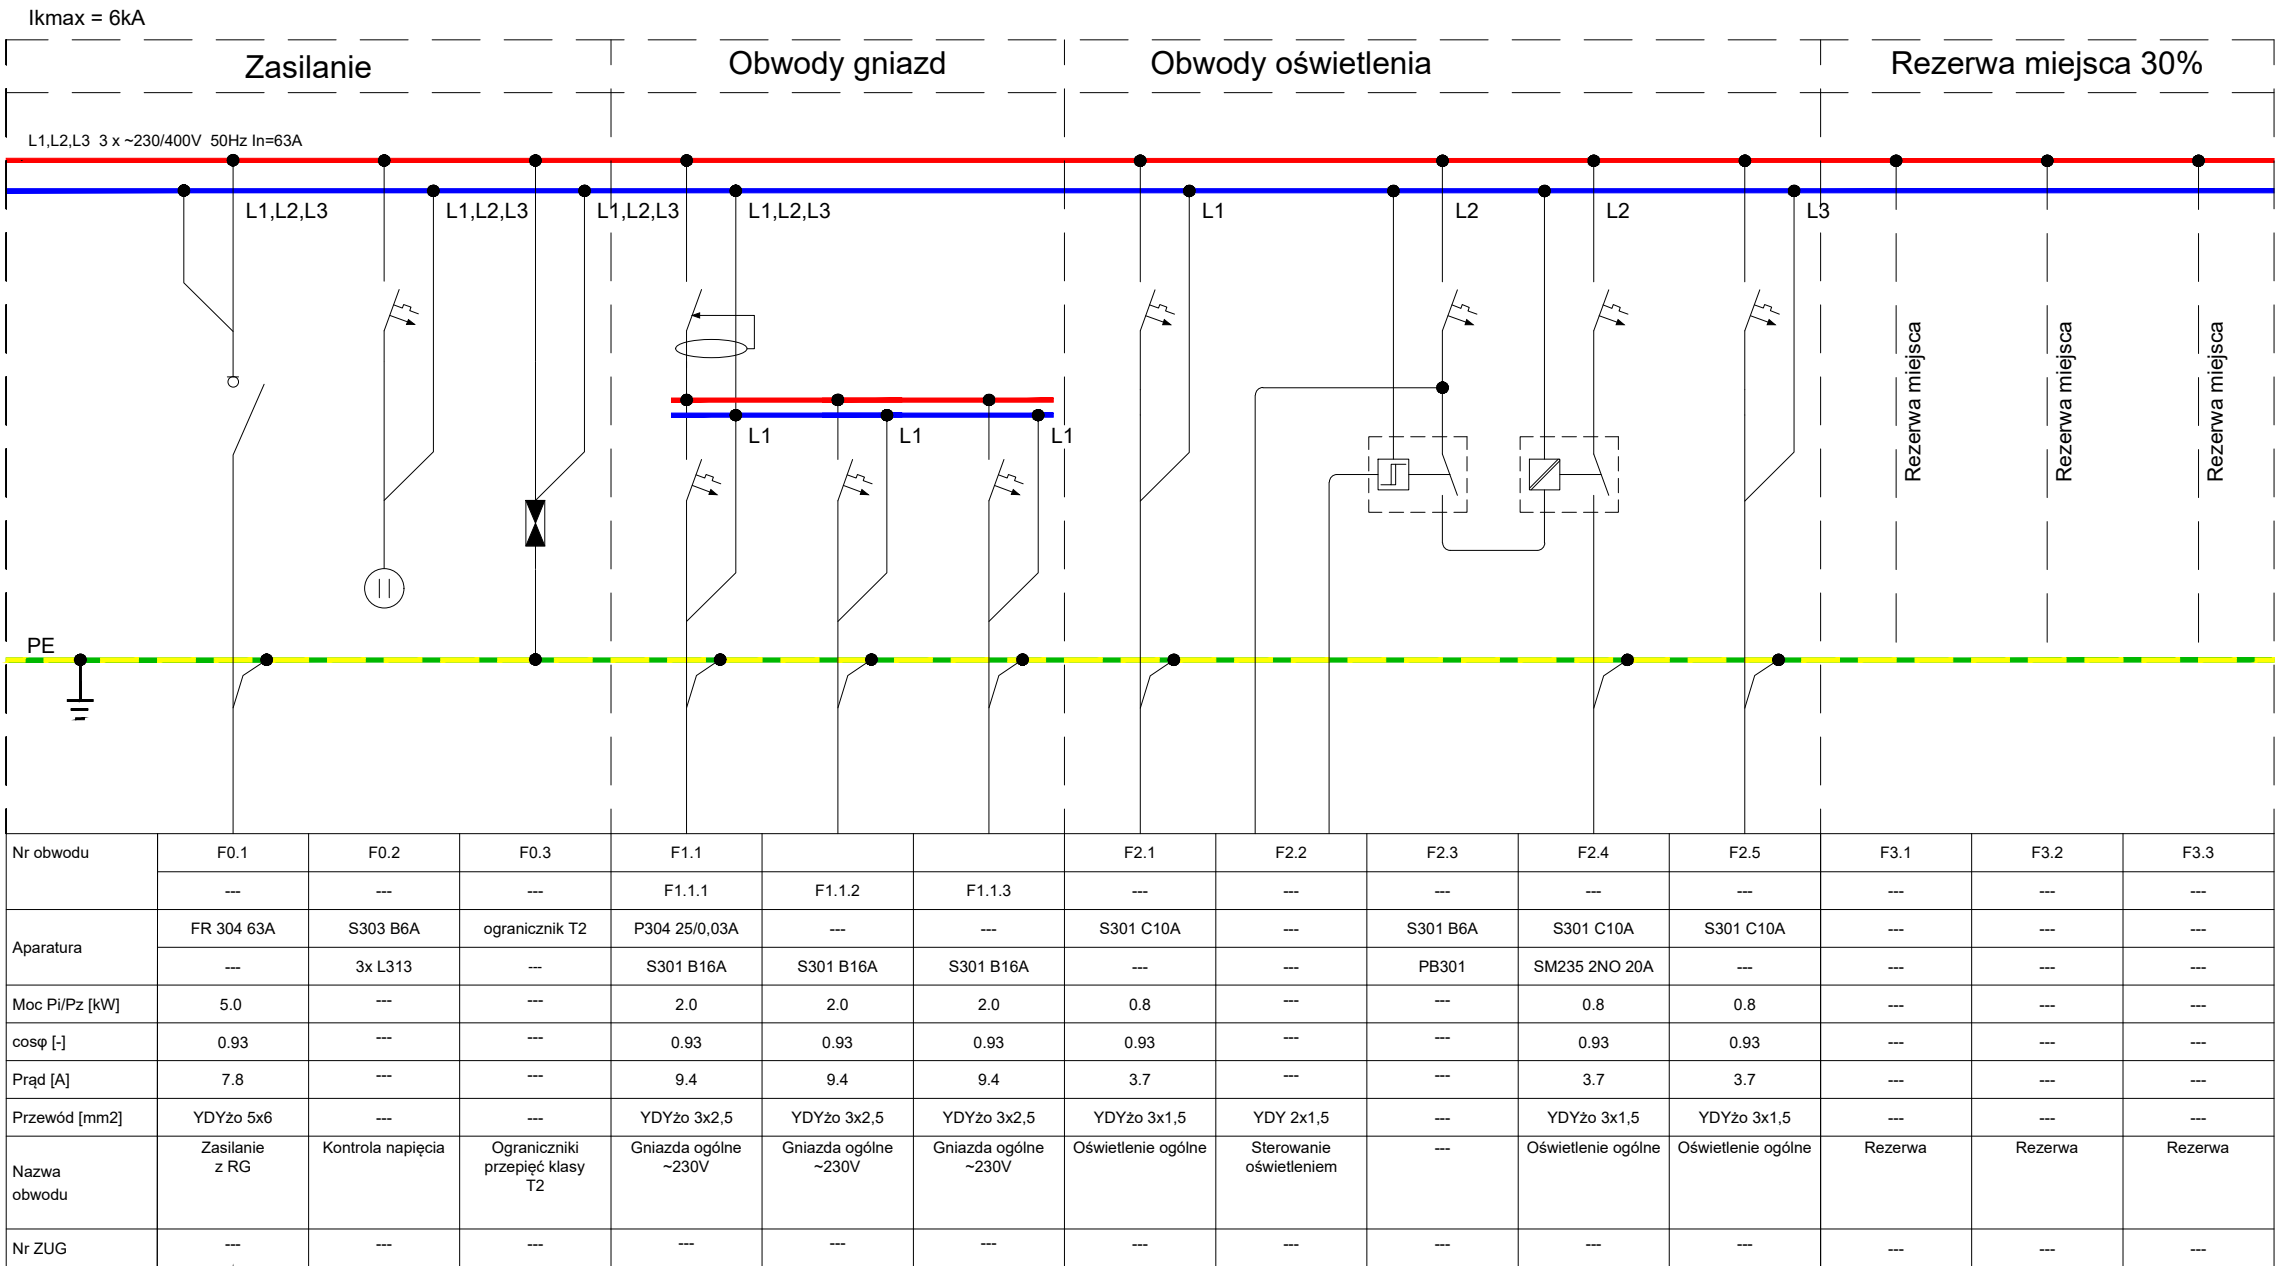 Ikmax = 6kA
Zasilanie Obwody gniazd Obwody oświetlenia Rezerwa miejsca 30%
L1,L2,L3 3 x ~230/400V 50Hz In=63A
L1,L2,L3 L1,L2,L3 L1,L2,L3 L1,L2,L3 L1 L2 L2 L3
Rezerwa miejsca
Rezerwa miejsca
Rezerwa miejsca
L1 L1 L1
PE
Nr obwodu F0.1 F0.2 F0.3 F1.1 F2.1 F2.2 F2.3 F2.4 F2.5 F3.1 F3.2 F3.3
--- --- --- F1.1.1 F1.1.2 F1.1.3 --- --- --- --- --- --- --- ---
Aparatura FR 304 63A S303 B6A ogranicznik T2 P304 25/0,03A --- --- S301 C10A --- S301 B6A S301 C10A S301 C10A --- --- ---
--- 3x L313 --- S301 B16A S301 B16A S301 B16A --- --- PB301 SM235 2NO 20A --- --- --- ---
Moc Pi/Pz [kW] 5.0 --- --- 2.0 2.0 2.0 0.8 --- --- 0.8 0.8 --- --- ---
cosφ [-] 0.93 --- --- 0.93 0.93 0.93 0.93 --- --- 0.93 0.93 --- --- ---
Prąd [A] 7.8 --- --- 9.4 9.4 9.4 3.7 --- --- 3.7 3.7 --- --- ---
Przewód [mm2] YDYżo 5x6 --- --- YDYżo 3x2,5 YDYżo 3x2,5 YDYżo 3x2,5 YDYżo 3x1,5 YDY 2x1,5 --- YDYżo 3x1,5 YDYżo 3x1,5 --- --- ---
Nazwa obwodu
Zasilanie
z RG
Kontrola napięcia
Ograniczniki
przepięć klasy
T2
Gniazda ogólne
~230V
Gniazda ogólne
~230V
Gniazda ogólne
~230V
Oświetlenie ogólne
Sterowanie
oświetleniem
---
Oświetlenie ogólne
Oświetlenie ogólne
Rezerwa
Rezerwa
Rezerwa
Nr ZUG --- --- --- --- --- --- --- --- --- --- --- --- --- ---